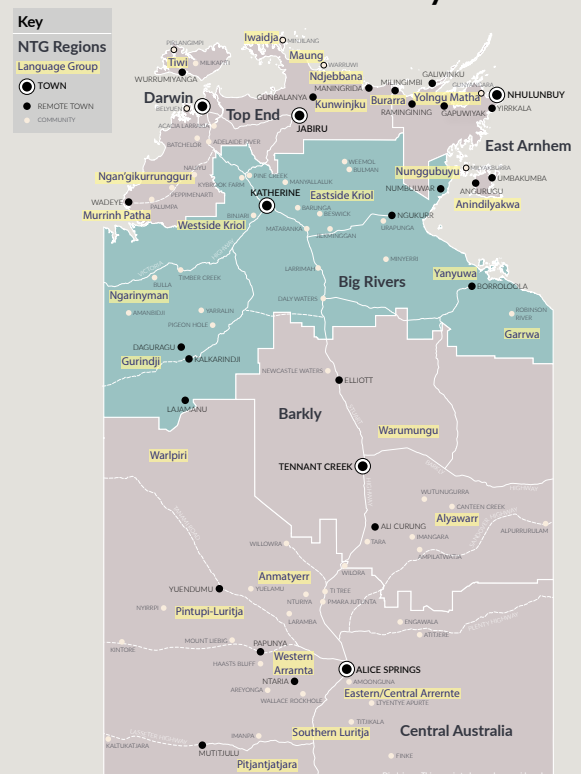 Key
NTG Regions
Language Group
TOWN
REMOTE TOWN
COMMUNITY
Iwaidja
MINJILANG
PIRLANGIMPI
Tiwi
MILIKAPITI
WURRUMIYANGA
Maung
WARRUWI
Ndjebbana
MANINGRIDA
GUNBALANYA
Kunwinjku
MILINGIMBI
Burarra
RAMINGINING
GALIWINKU
Yolngu Matha
GAPUWIYAK
GUNYANGARA
NHULUNBUY
YIRRKALA
Darwin
BELYUEN
Top End
JABIRU
ACACIA LARRAKIA
BATCHELOR
ADELAIDE RIVER
East Arnhem
NAUIYU
Ngan'gikurrungguri
PEPPIMENARTI
WADEYE
PALUMPA
Murrinh Patha
KYBROOK FARM
PINE CREEK
WEEMOL
BULMAN
MANYALLALUK
Nunggubuyu
NUMBULWAR
MILYAKBURRA
UMBAKUMBA
ANGURUGU
Anindilyakwa
KATHERINE
Eastside Kriol
BARUNGA
BESWICK
BINJARI
Westside Kriol
MATARANKA
JILKMINGGAN
NGUKURR
URAPUNGA
MINYERRI
VICTORIA
HIGHWAY
TIMBER CREEK
BULLA
LARRIMAH
Big Rivers
Yanyuwa
BORROLOOLA
Ngarinyman
DALY WATERS
AMANBIDJI
YARRALIN
PIGEON HOLE
ROBINSON
RIVER
Garrwa
DAGURAGU
KALKARINDJI
Gurindji
NEWCASTLE WATERS
ELLIOTT
LAJAMANU
Barkly
Warumungu
Warlpiri
TENNANT CREEK
WUTUNUGURRA
CANTEEN CREEK
Alyawarr
ALPURRURULAM
ALI CURUNG
TARA
IMANGARA
AMPILATWATJA
WILLOWRA
WILORA
Anmatyerr
YUENDUMU
YUELAMU
TI TREE
NTURIYA
PMARA JUTUNTA
NYIRRPI
Pintupi-Luritja
LARAMBA
ENGAWALA
PLENTY HIGHWAY
ATITJERE
MOUNT LIEBIG
PAPUNYA
KINTORE
HAASTS BLUFF
Western
Arrarnta
ALICE SPRINGS
NTARIA
AMOONGUNA
AREYONGA
Eastern/Central Arrernte
WALLACE ROCKHOLE
LTYENTYE APURTE
TITJIKALA
IMANPA
Southern Luritja
Central Australia
KALTUKATJARA
MUTITJULU
FINKE
Pitjantjatjara